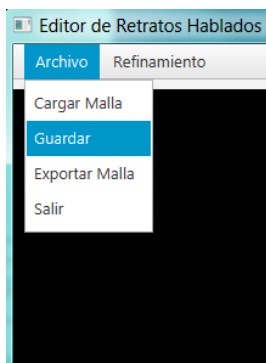 Editor de Retratos Hablados
Archivo Refinamiento
Cargar Malla
Guardar
Exportar Malla
Salir